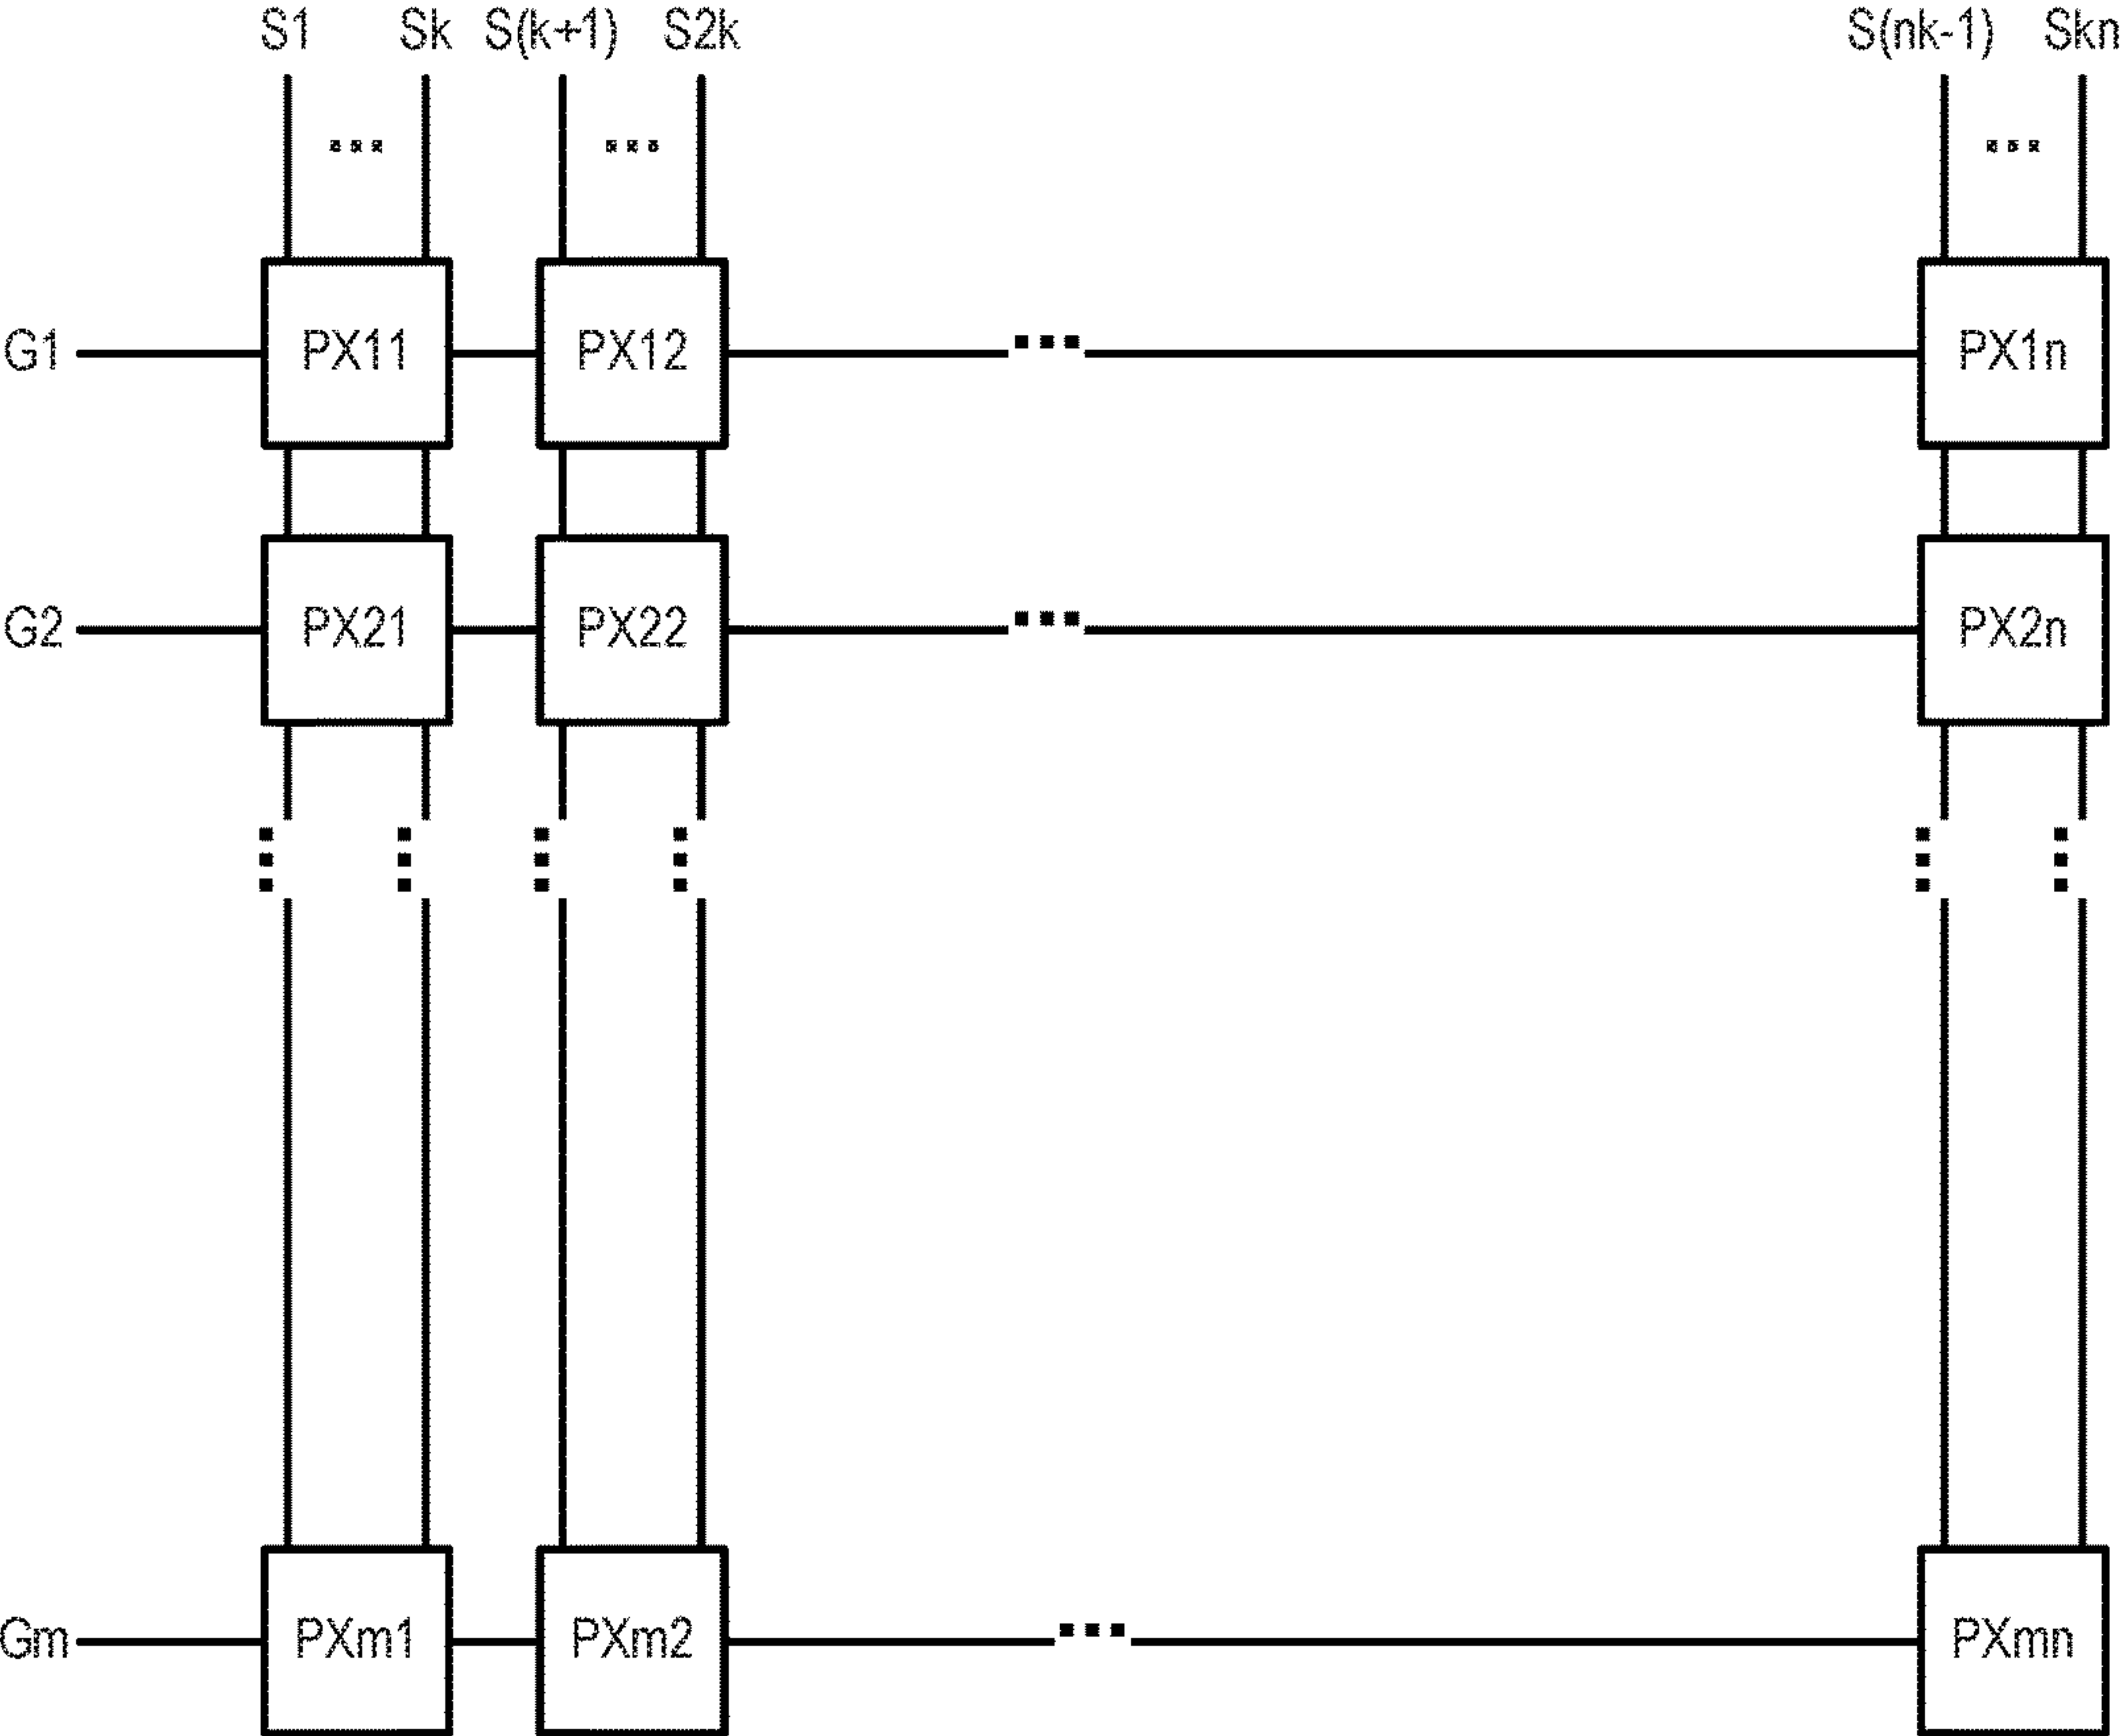 S1 Sk S(k+1) S2k S(nk-1) Skn
... ... ...
G1 PX11 PX12 ... PX1n
G2 PX21 PX22 ... PX2n
Gm PXm1 PXm2 ... PXmn